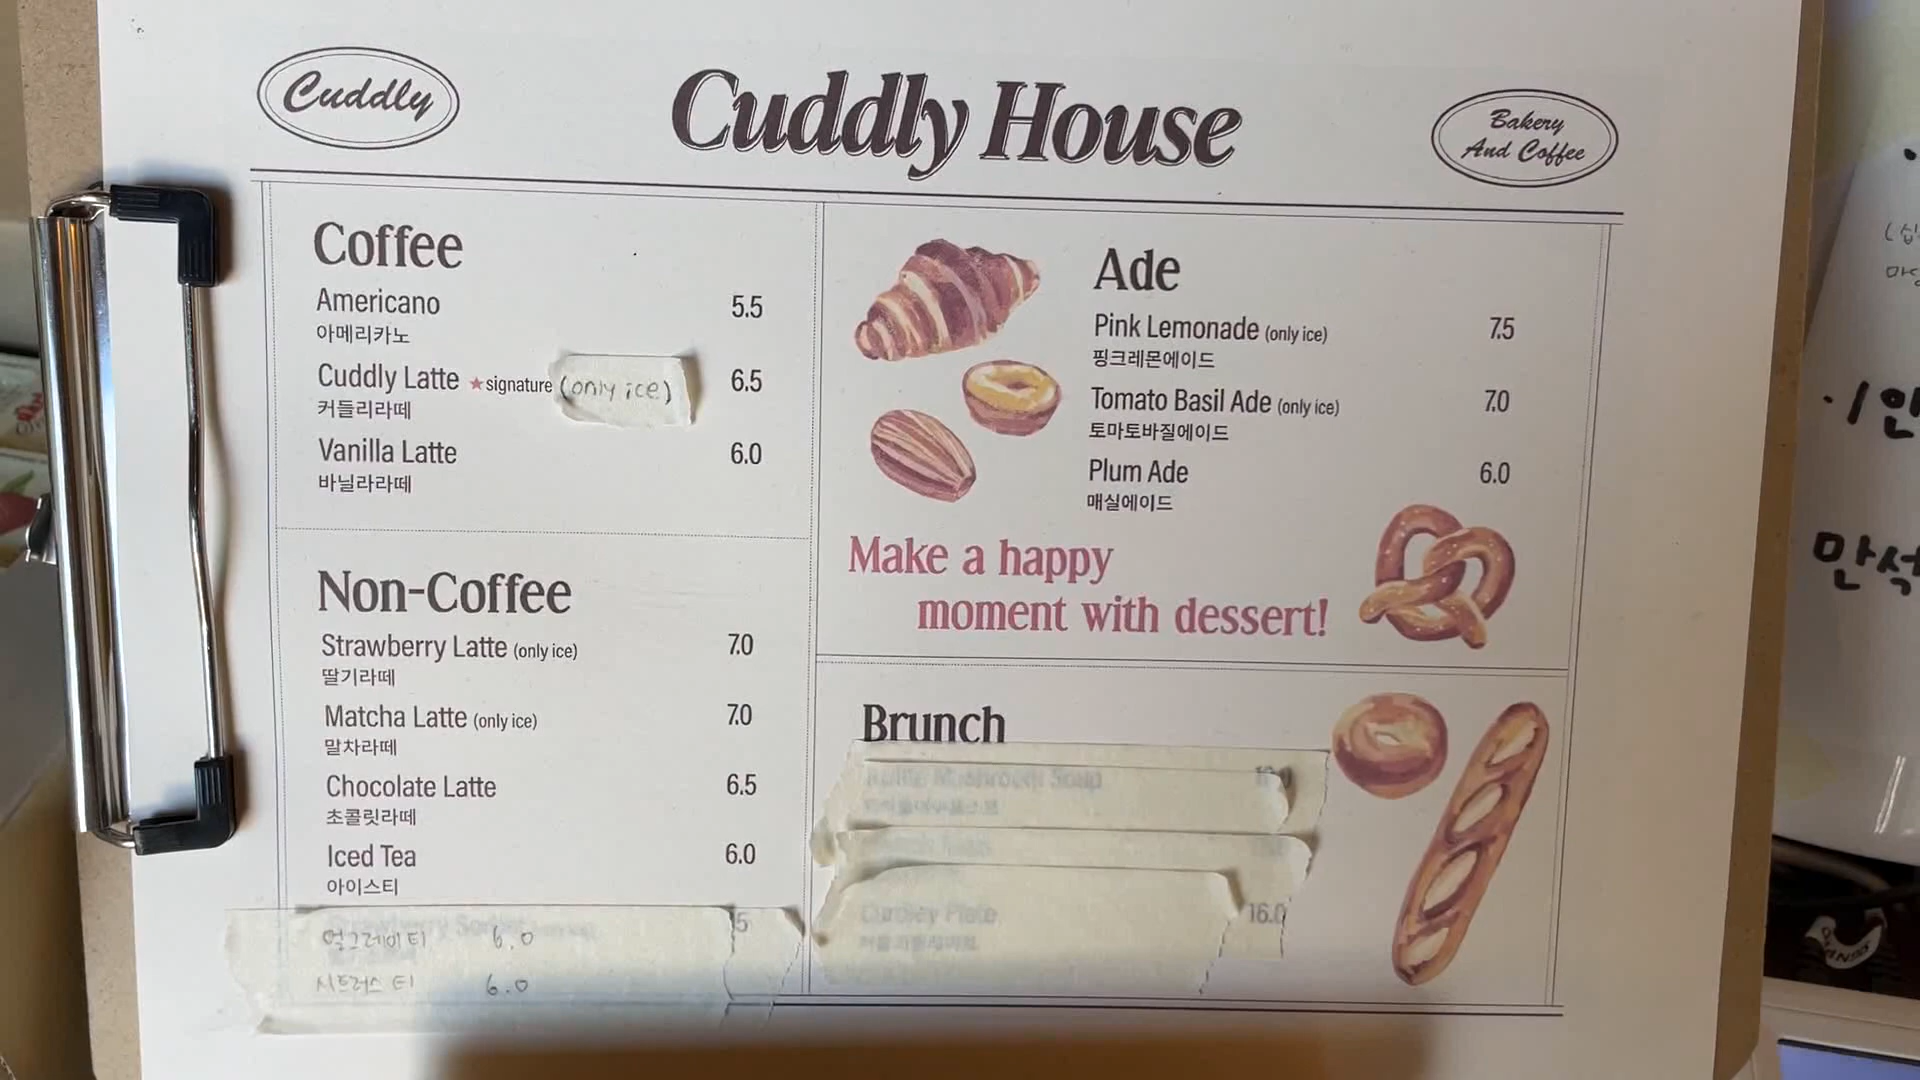 Cuddly
Cuddly House
Bakery
And Coffee
Coffee
Americano 5.5
아메리카노
Cuddly Latte ★signature (only ice) 6.5
커들리라떼
Vanilla Latte 6.0
바닐라라떼
Non-Coffee
Strawberry Latte (only ice) 7.0
딸기라떼
Matcha Latte (only ice) 7.0
말차라떼
Chocolate Latte 6.5
초콜릿라떼
Iced Tea 6.0
아이스티
얼그레이티 6.0
시트러스 티 6.0
Ade
Pink Lemonade (only ice) 7.5
핑크레몬에이드
Tomato Basil Ade (only ice) 7.0
토마토바질에이드
Plum Ade 6.0
매실에이드
Make a happy
moment with dessert!
Brunch
16.0
만석